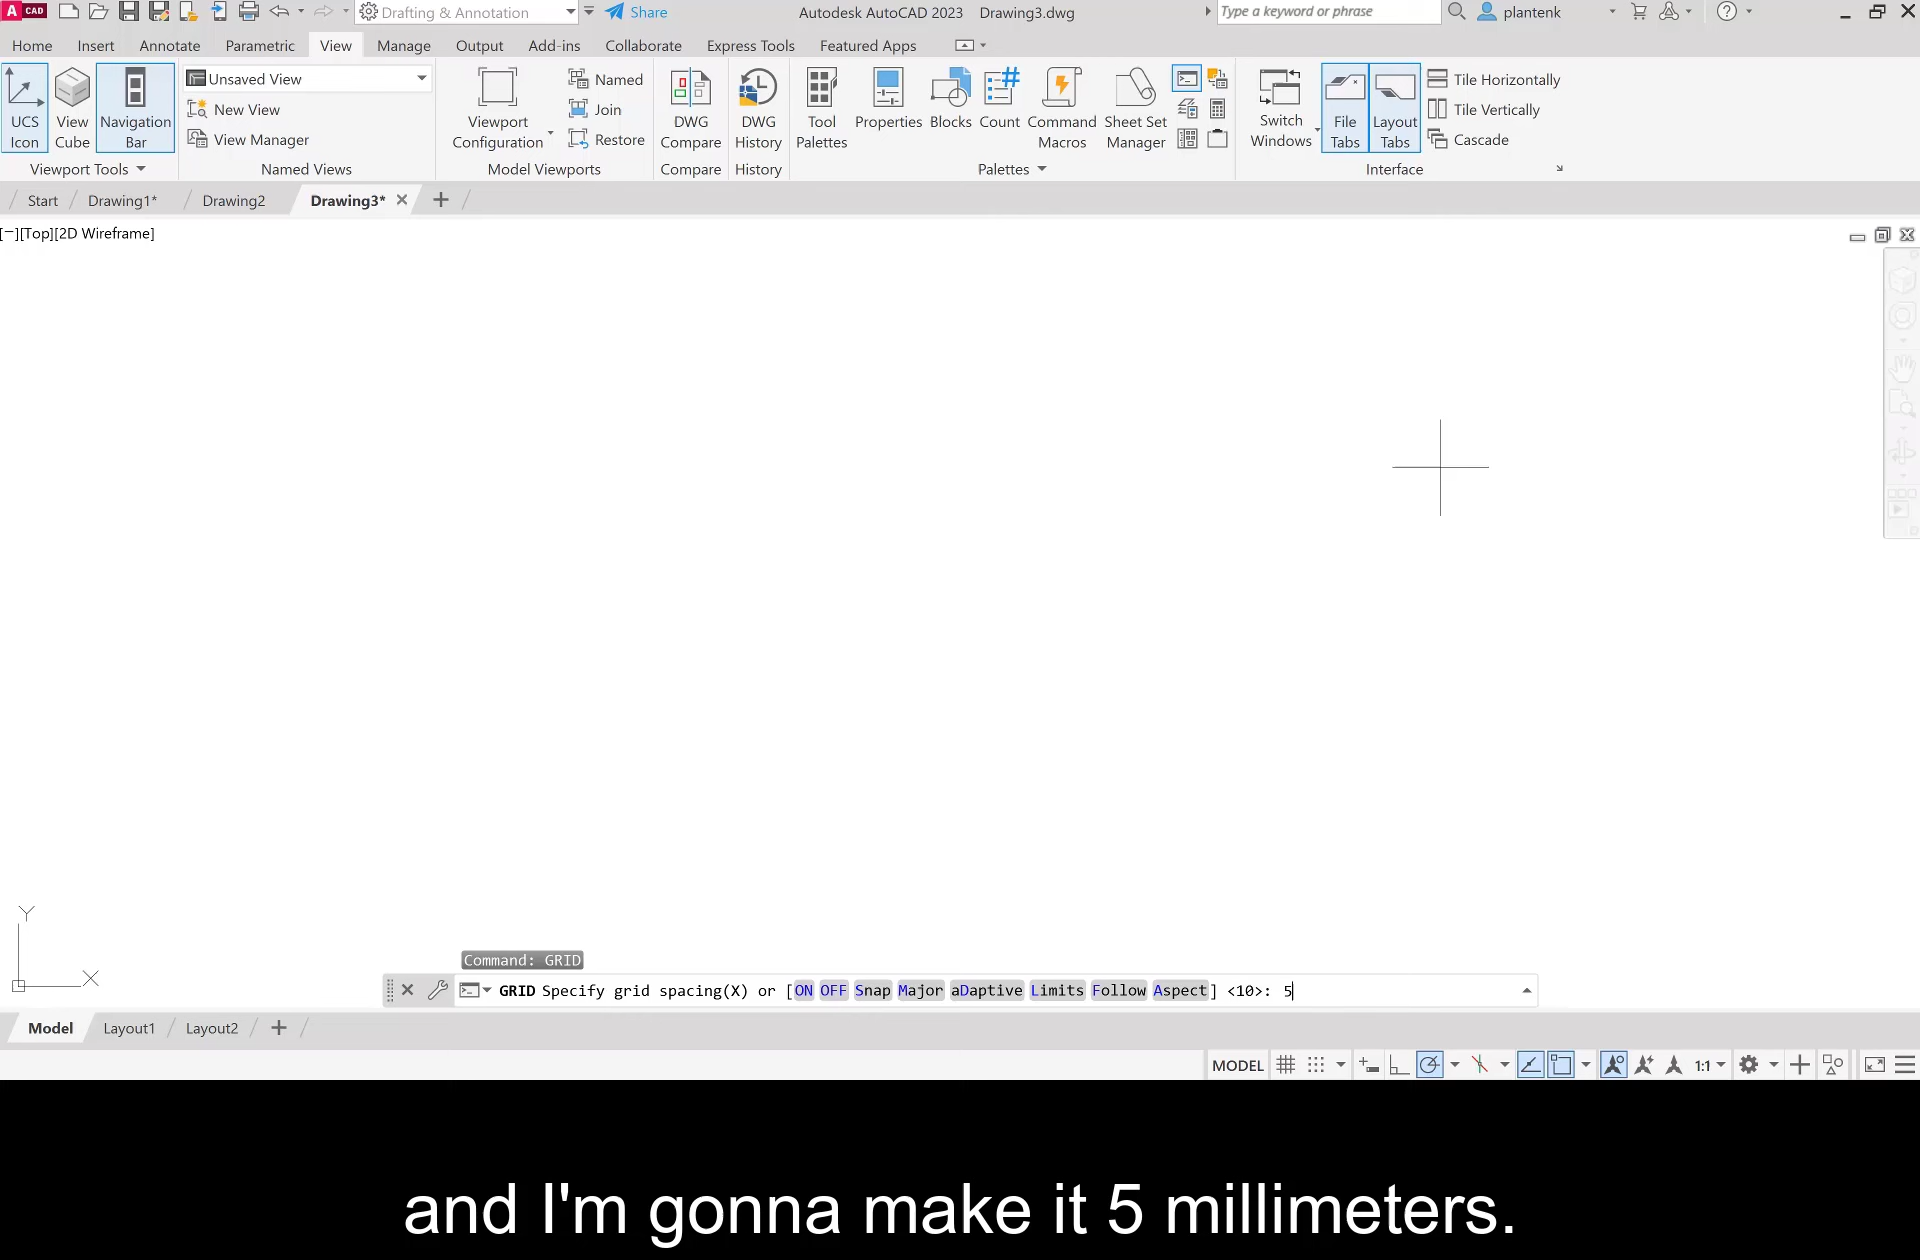 A CAD Drafting & Annotation Share Autodesk AutoCAD 2023 Drawing3.dwg Type a keyword or phrase plantenk
Home Insert Annotate Parametric View Manage Output Add-ins Collaborate Express Tools Featured Apps
Unsaved View Named Tile Horizontally
New View Join Tile Vertically
UCS View Navigation Viewport DWG DWG Tool Properties Blocks Count Command Sheet Set Switch File Layout
Icon Cube Bar View Manager Configuration Restore Compare History Palettes Macros Manager Windows Tabs Tabs Cascade
Viewport Tools Named Views Model Viewports Compare History Palettes Interface
Start Drawing1* Drawing2 Drawing3*
[−][Top][2D Wireframe]
Y
X
Command: GRID
GRID Specify grid spacing(X) or [ON OFF Snap Major aDaptive Limits Follow Aspect] <10>: 5
Model Layout1 Layout2
MODEL 1:1
and I'm gonna make it 5 millimeters.